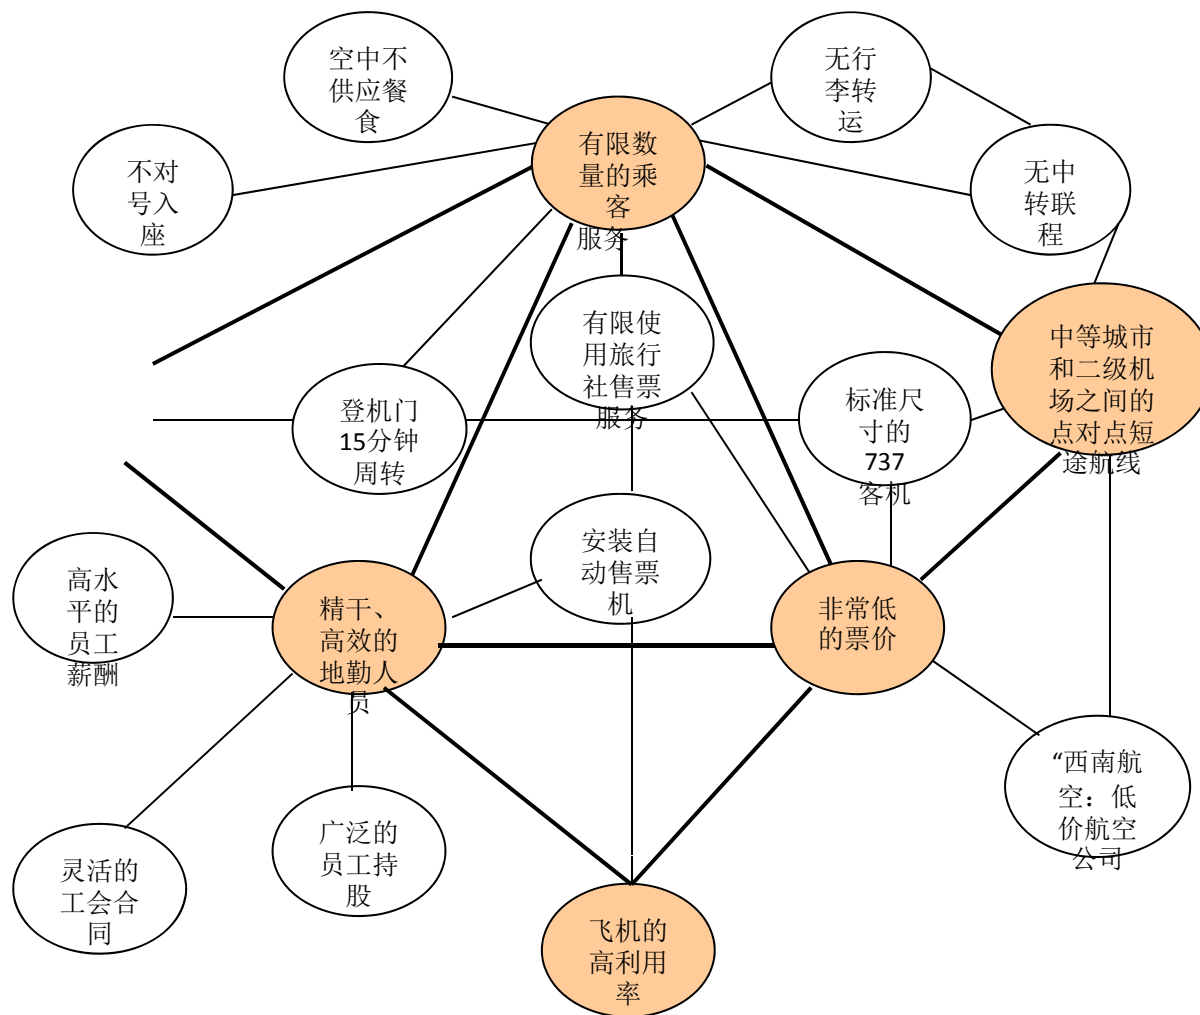 空中不
供应餐
食
无行
李转
运
有限数
量的乘
客
服务
不对
号入
座
无中
转联
程
有限使
用旅行
社售票
服务
中等城市
和二级机
场之间的
点对点短
途航线
登机门
15分钟
周转
标准尺
寸的
737
客机
安装自
动售票
机
高水
平的
员工
薪酬
精干、
高效的
地勤人
员
非常低
的票价
“西南航
空：低
价航空
公司
广泛的
员工持
股
灵活的
工会合
同
飞机的
高利用
率